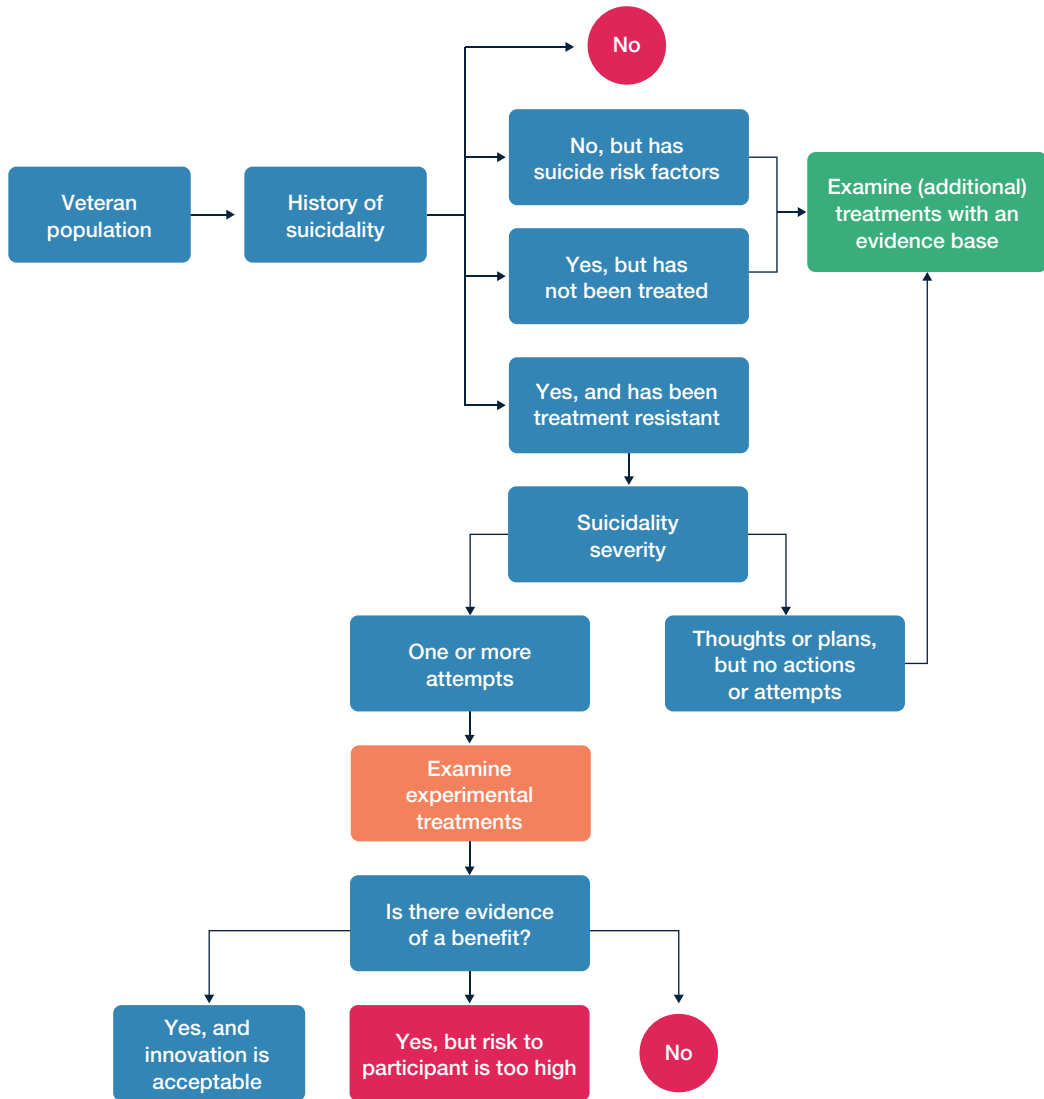 No
No, but has
suicide risk factors
Veteran
population
History of
suicidality
Examine (additional)
treatments with an
evidence base
Yes, but has
not been treated
Yes, and has been
treatment resistant
Suicidality
severity
One or more
attempts
Thoughts or plans,
but no actions
or attempts
Examine
experimental
treatments
Is there evidence
of a benefit?
Yes, and
innovation is
acceptable
Yes, but risk to
participant is too high
No